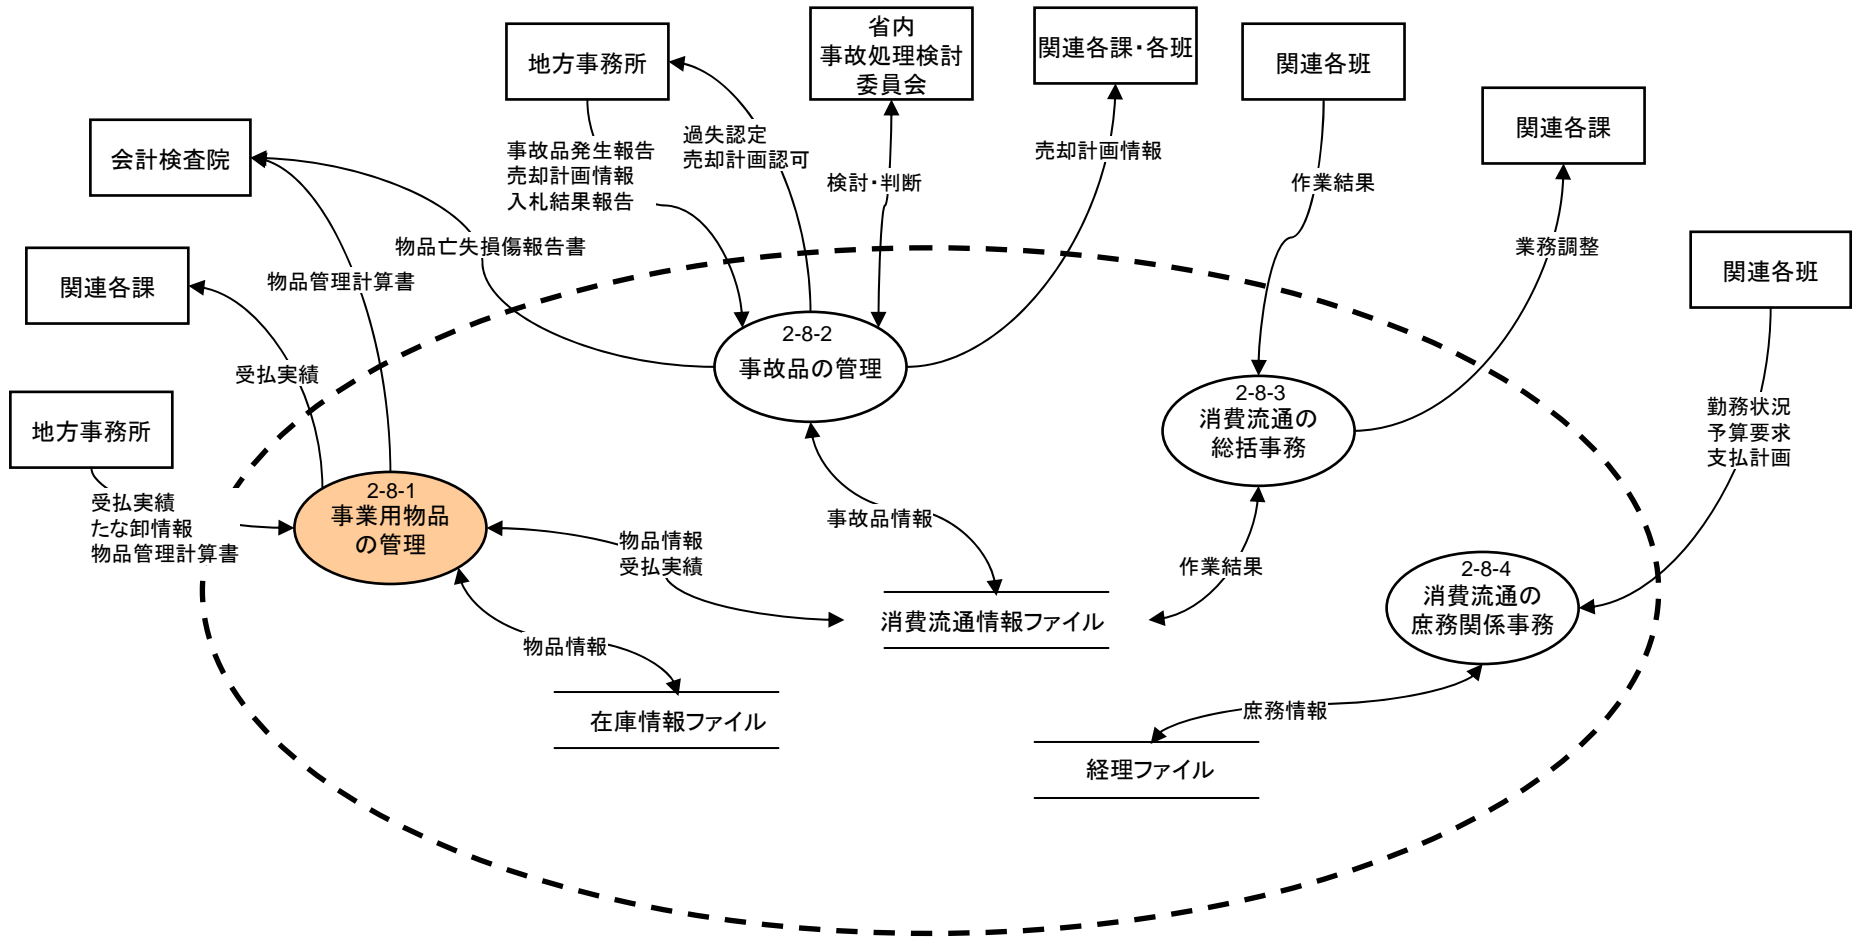 省内
事故処理検討
委員会
地方事務所
関連各課・各班
関連各班
関連各課
会計検査院
過失認定
売却計画認可
事故品発生報告
売却計画情報
入札結果報告
検討・判断
売却計画情報
作業結果
物品亡失損傷報告書
業務調整
関連各班
関連各課
物品管理計算書
受払実績
2-8-2
事故品の管理
2-8-3
消費流通の
総括事務
勤務状況
予算要求
支払計画
地方事務所
受払実績
たな卸情報
物品管理計算書
2-8-1
事業用物品
の管理
事故品情報
物品情報
受払実績
作業結果
2-8-4
消費流通の
庶務関係事務
消費流通情報ファイル
物品情報
在庫情報ファイル
庶務情報
経理ファイル